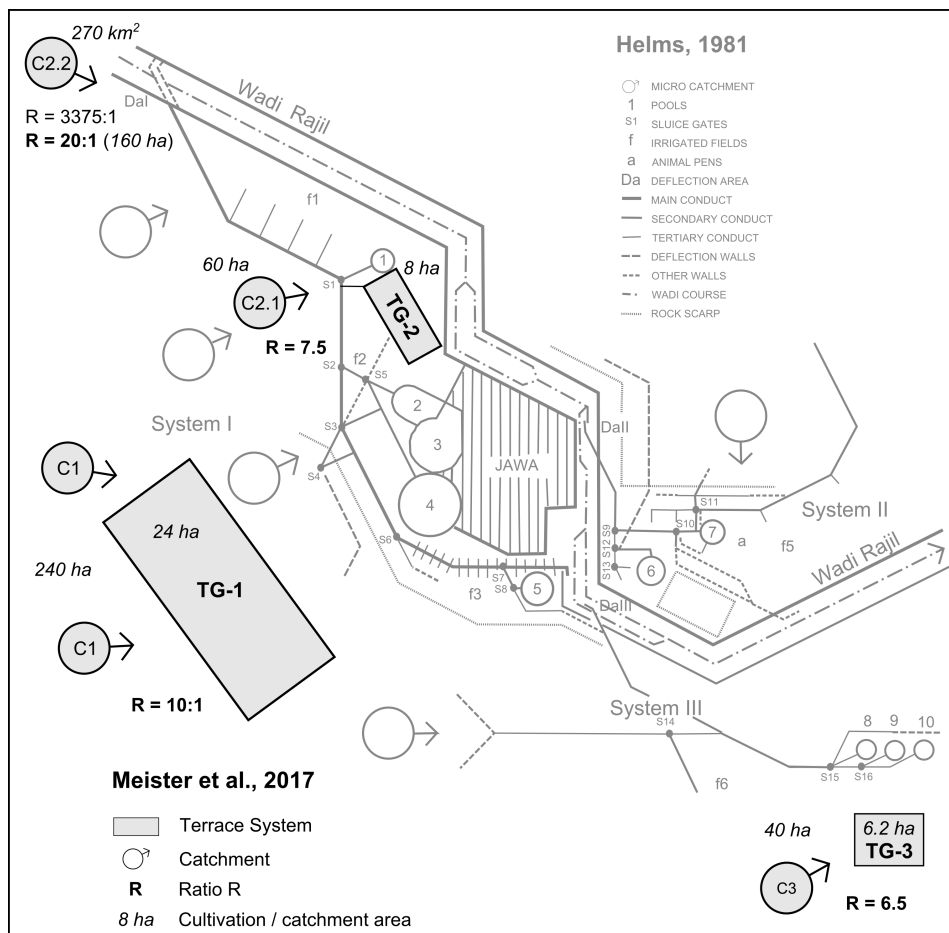 270 km²
C2.2
R = 3375:1
R = 20:1 (160 ha)
DaI
Wadi Rajil
Helms, 1981
MICRO CATCHMENT
1 POOLS
S1 SLUICE GATES
f IRRIGATED FIELDS
a ANIMAL PENS
Da DEFLECTION AREA
MAIN CONDUCT
SECONDARY CONDUCT
TERTIARY CONDUCT
DEFLECTION WALLS
OTHER WALLS
WADI COURSE
ROCK SCARP
f1
60 ha
C2.1
S1
1
8 ha
TG-2
R = 7.5
S2
f2
S5
2
System I
S3
3
S4
JAWA
4
DaII
S11
System II
C1
24 ha
240 ha
TG-1
C1
R = 10:1
S6
S7
S8
5
f3
S9
S12
S13
S10
7
a
f5
6
DaIII
Wadi Rajil
System III
S14
f6
8
9
10
S15
S16
Meister et al., 2017
Terrace System
Catchment
R Ratio R
8 ha Cultivation / catchment area
40 ha
6.2 ha
TG-3
C3
R = 6.5